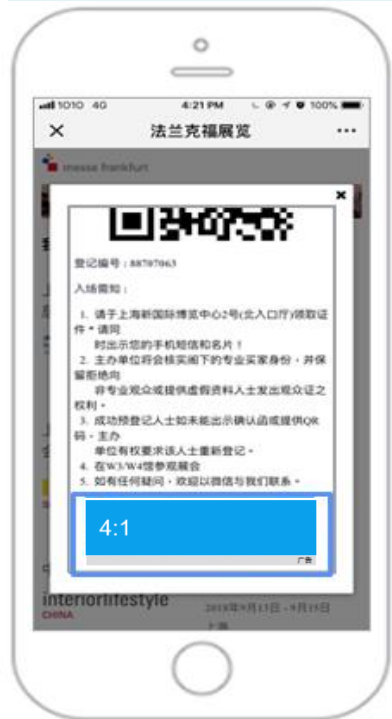 1010 4G 4:21 PM 100%
法兰克福展览
messe frankfurt
登记编号：88707063
入场需知：
1. 请于上海新国际博览中心2号(北入口厅)领取证
件*请同
时出示您的手机短信和名片！
2. 主办单位将会核实阁下的专业买家身份，并保
留拒绝向
非专业观众或提供虚假资料人士发出观众证之
权利。
3. 成功预登记人士如未能出示确认函或提供QR
码，主办
单位有权要求该人士重新登记。
4. 在W3/W4馆参观展会
5. 如有任何疑问，欢迎以微信与我们联系。
4:1
广告
interiorlifestyle
CHINA
2018年9月13日 - 9月15日
上海